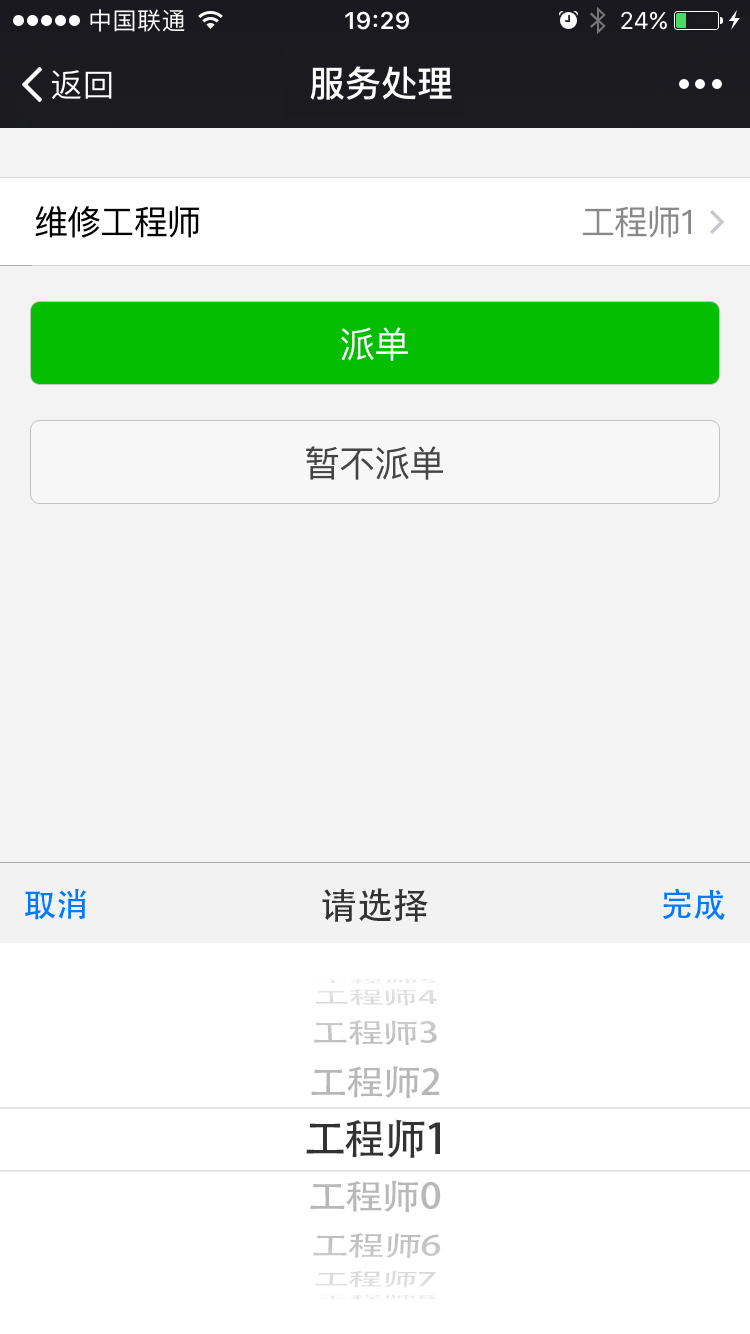 中国联通 19:29 24%
返回 服务处理
维修工程师 工程师1
派单
暂不派单
取消 请选择 完成
工程师4
工程师3
工程师2
工程师1
工程师0
工程师6
工程师7